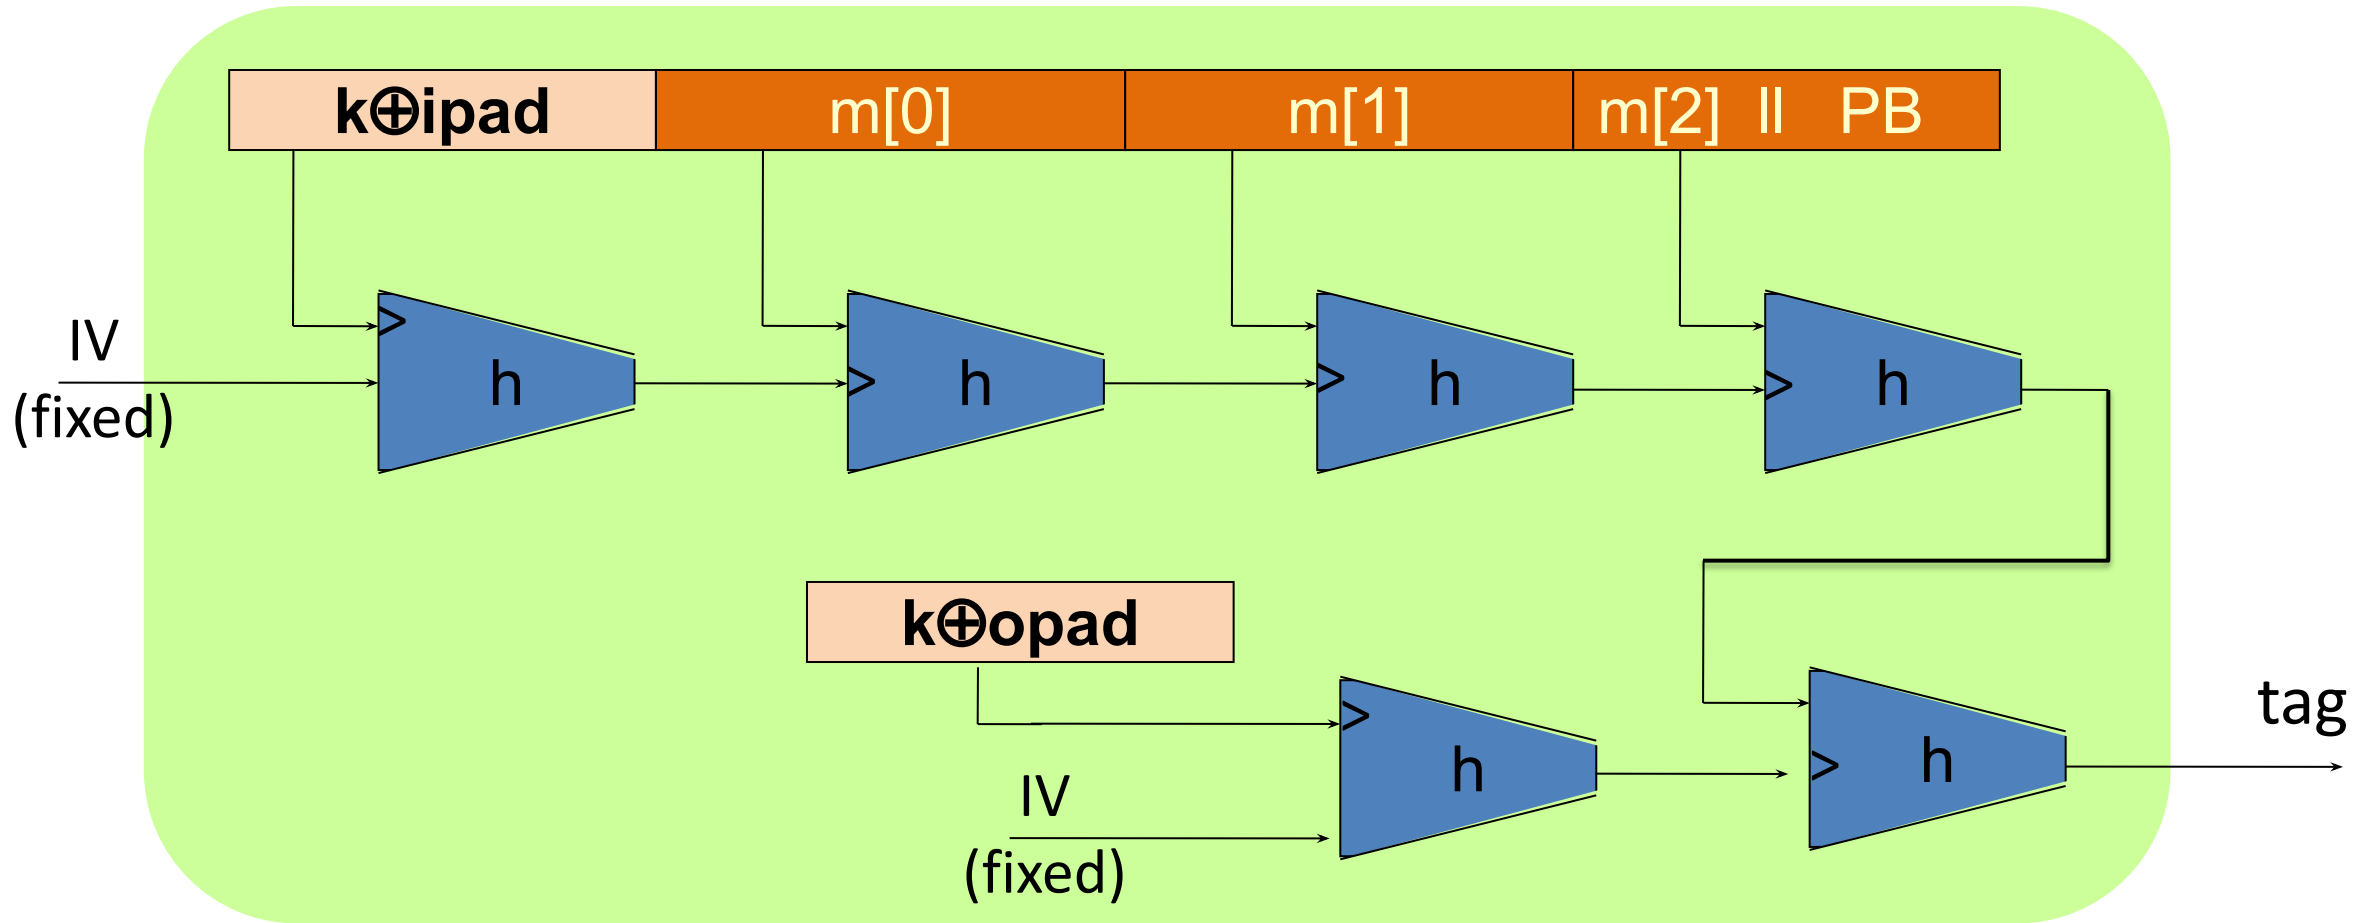 k⊕ipad m[0] m[1] m[2] ll PB
> 
IV
(fixed)
h > h > h > h
k⊕opad
>
h > h
tag
IV
(fixed)